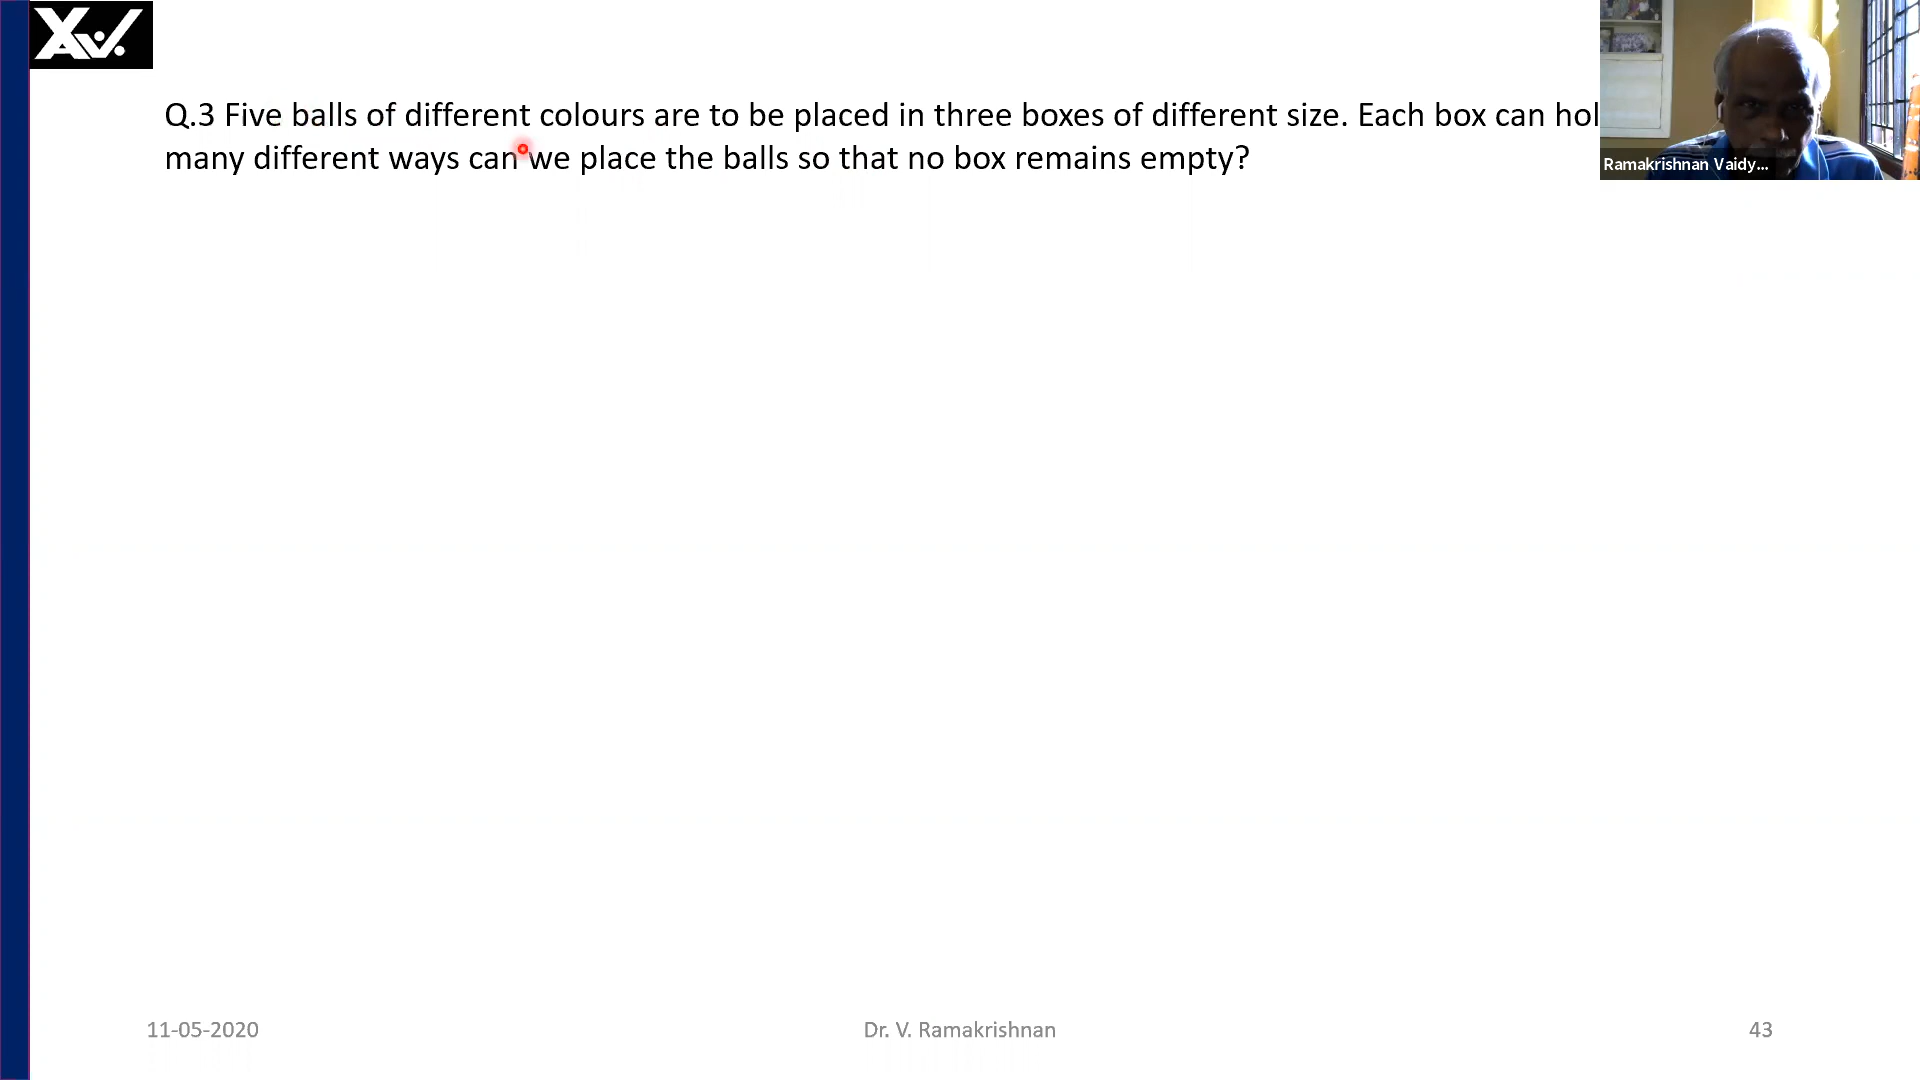 XAV.
Q.3 Five balls of different colours are to be placed in three boxes of different size. Each box can hol
many different ways can we place the balls so that no box remains empty?
Ramakrishnan Vaidy...
11-05-2020
Dr. V. Ramakrishnan
43